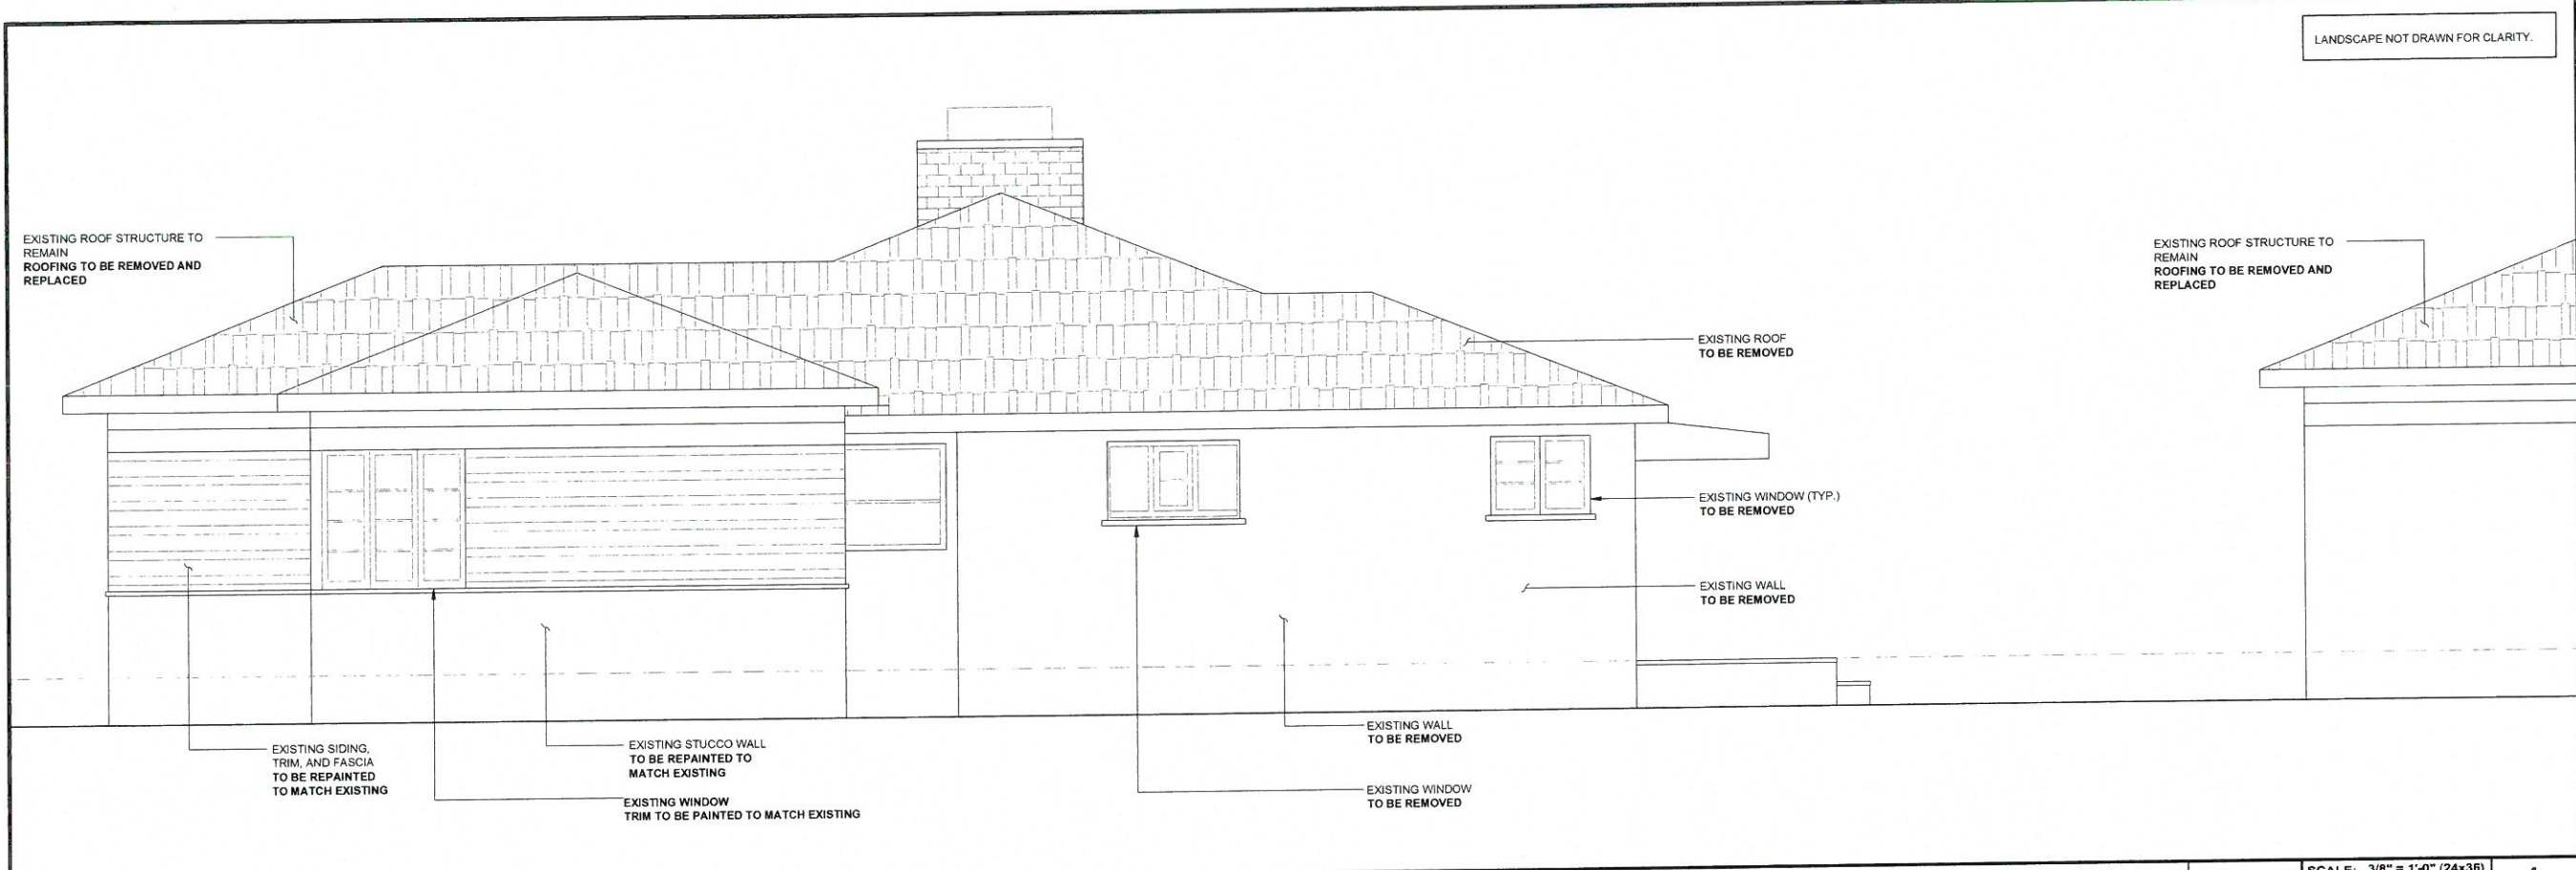 LANDSCAPE NOT DRAWN FOR CLARITY.
EXISTING ROOF STRUCTURE TO
REMAIN
ROOFING TO BE REMOVED AND
REPLACED
EXISTING ROOF STRUCTURE TO
REMAIN
ROOFING TO BE REMOVED AND
REPLACED
EXISTING ROOF
TO BE REMOVED
EXISTING WINDOW (TYP.)
TO BE REMOVED
EXISTING WALL
TO BE REMOVED
EXISTING SIDING,
TRIM, AND FASCIA
TO BE REPAINTED
TO MATCH EXISTING
EXISTING STUCCO WALL
TO BE REPAINTED TO
MATCH EXISTING
EXISTING WINDOW
TRIM TO BE PAINTED TO MATCH EXISTING
EXISTING WALL
TO BE REMOVED
EXISTING WINDOW
TO BE REMOVED
SCALE: 3/8" = 1'-0" (24x36)